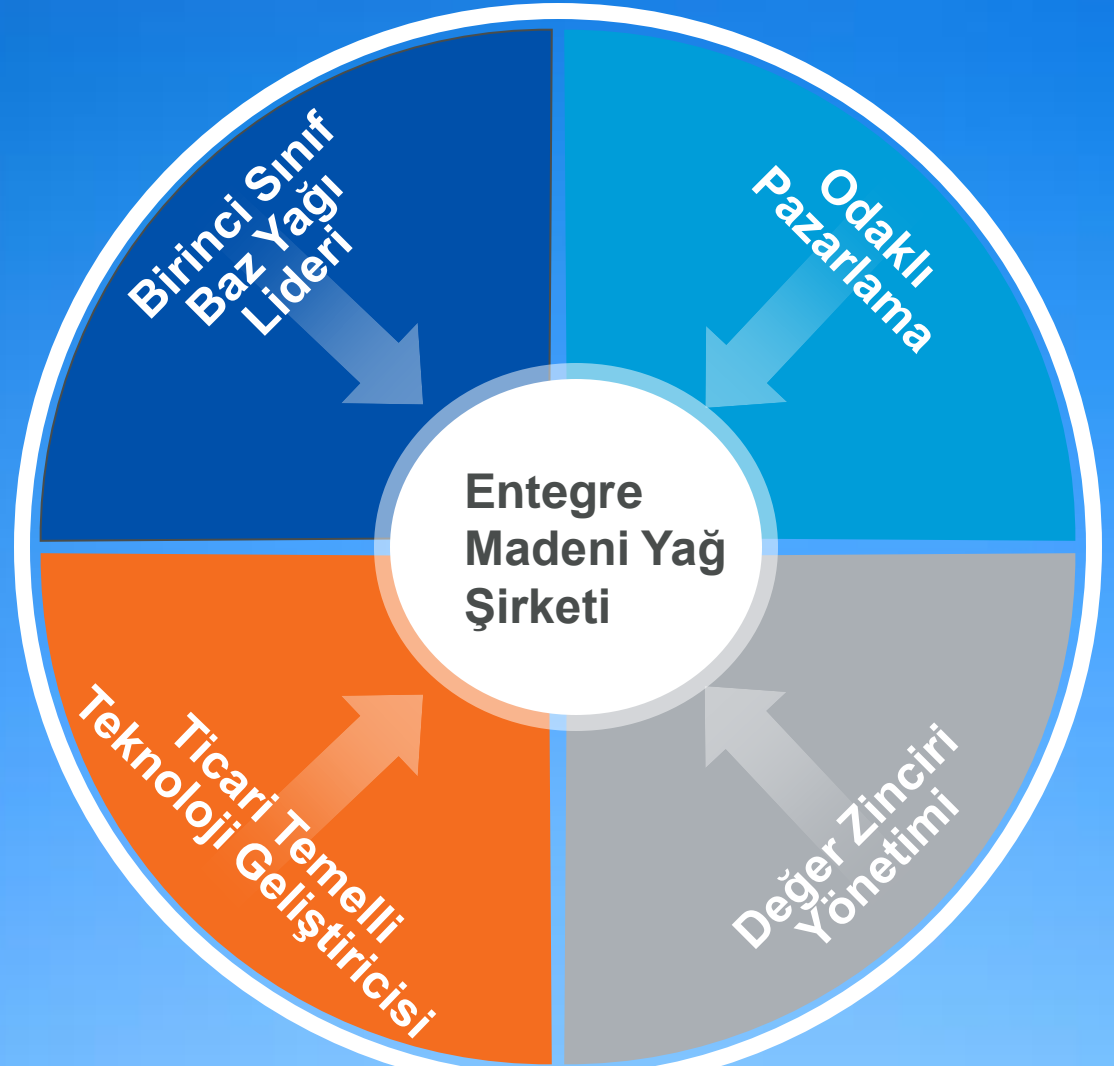 Birinci Sınıf
Baz Yağı
Lideri
Odaklı
Pazarlama
Entegre
Madeni Yağ
Şirketi
Ticari Temelli
Teknoloji Geliştiricisi
Değer Zinciri
Yönetimi